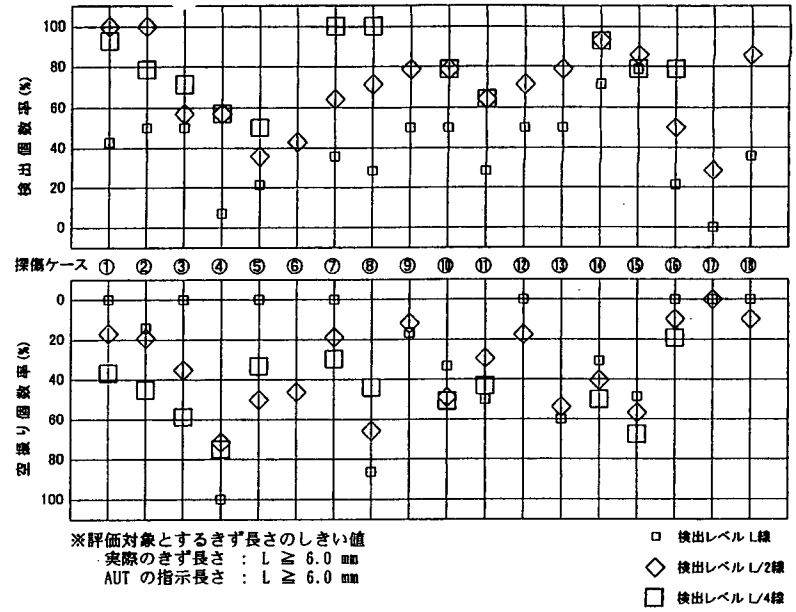 100
80
60
40
20
0
検出個数率(%)
探傷ケース ① ② ③ ④ ⑤ ⑥ ⑦ ⑧ ⑨ ⑩ ⑪ ⑫ ⑬ ⑭ ⑮ ⑯ ⑰ ⑱
0
20
40
60
80
100
空振り個数率(%)
※評価対象とするきず長さのしきい値
実際のきず長さ : L ≧ 6.0 mm
AUT の指示長さ : L ≧ 6.0 mm
検出レベル L線
検出レベル L/2線
検出レベル L/4線